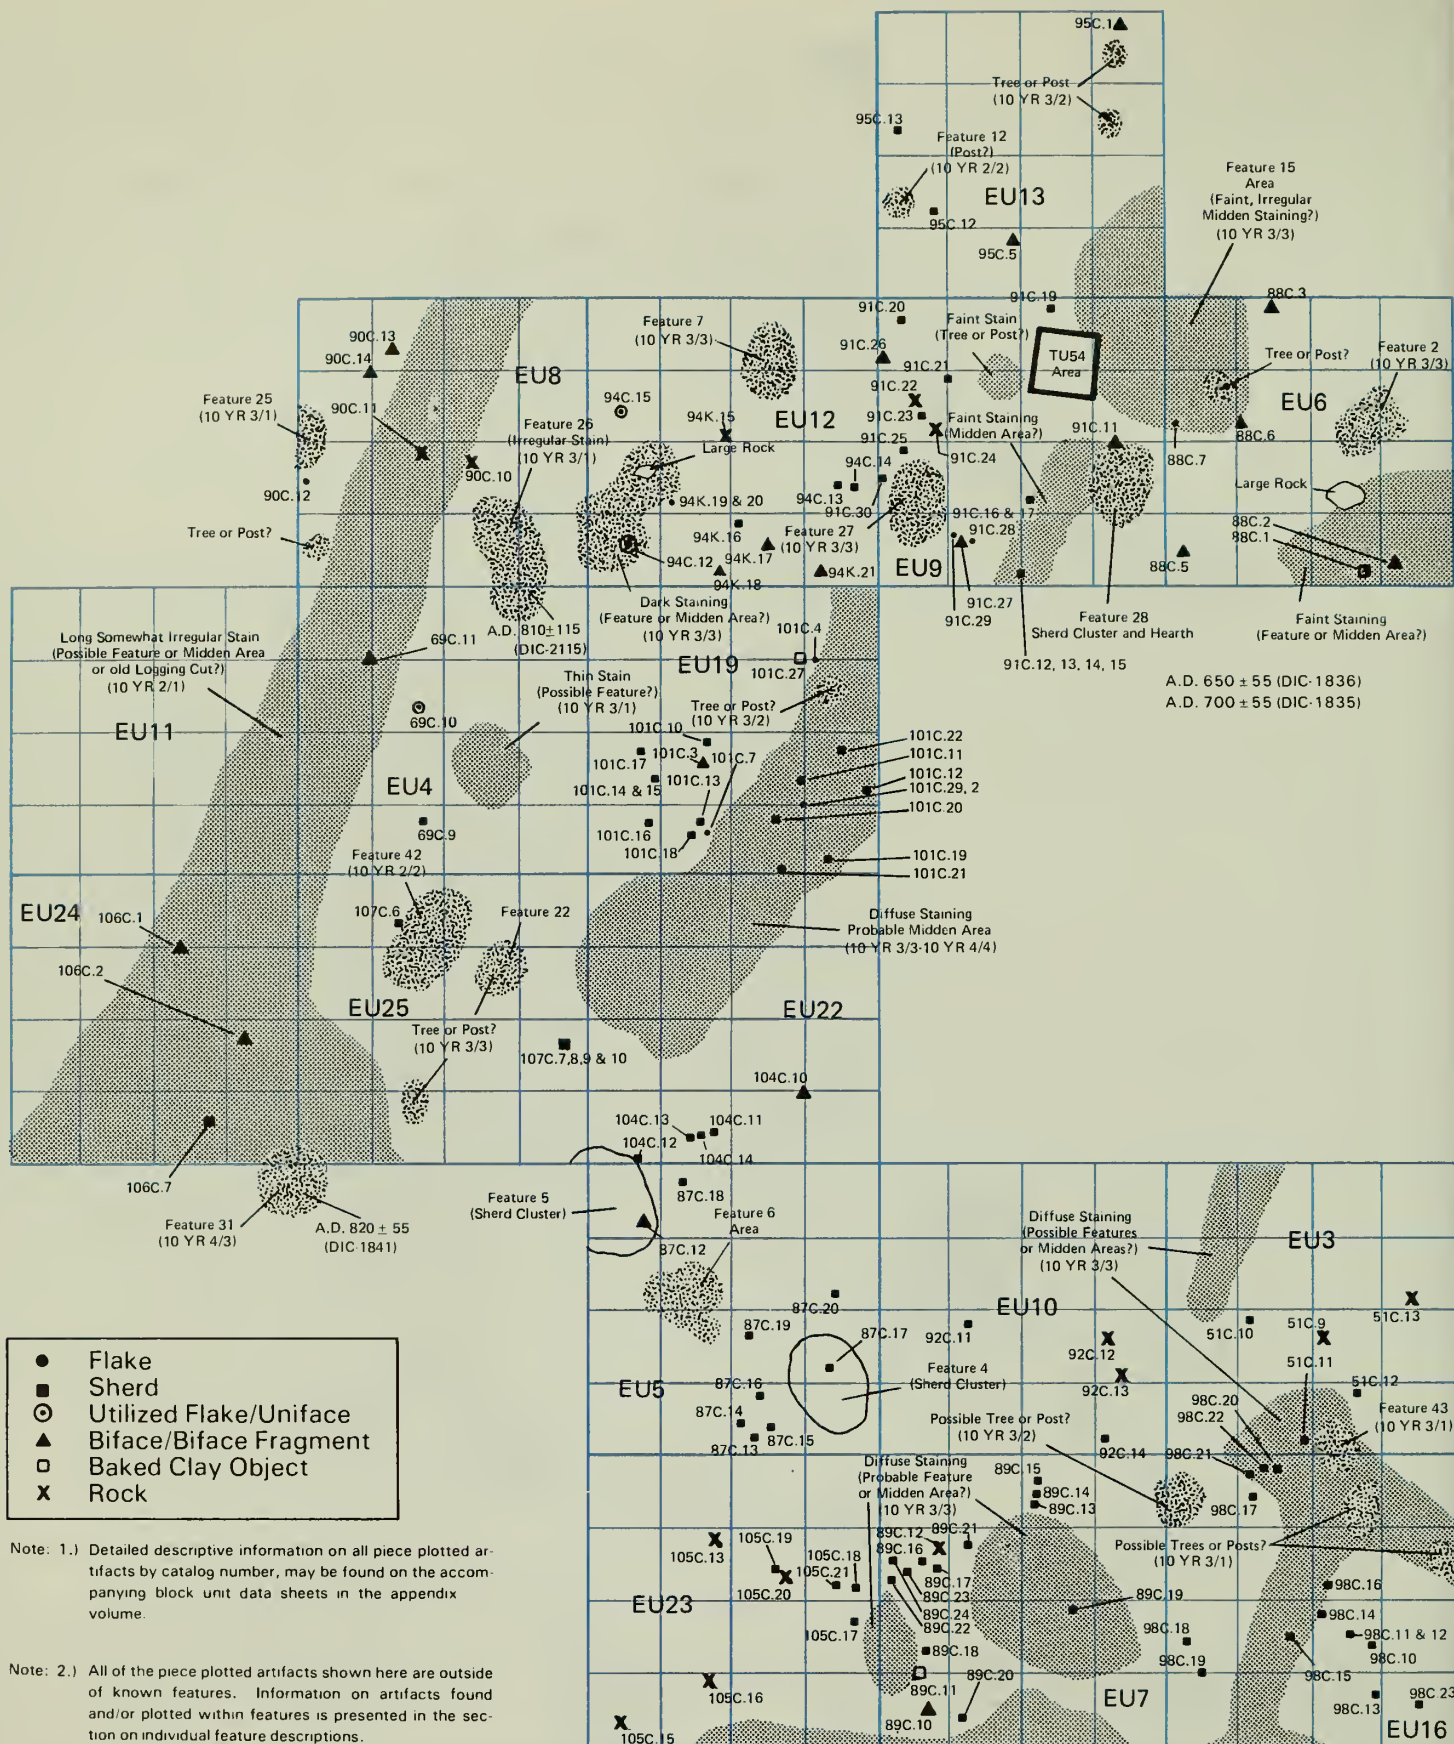 95C.1
Tree or Post
(10 YR 3/2)
95C.13
Feature 12
(Post?)
(10 YR 2/2)
Feature 15
Area
(Faint, Irregular
Midden Staining?)
(10 YR 3/3)
EU13
95C.12
95C.5
90C.13
90C.14
EU8
Feature 7
(10 YR 3/3)
91C.20
91C.19
88C.3
91C.26
Faint Stain
(Tree or Post?)
TU54
Area
Tree or Post?
Feature 2
(10 YR 3/3)
Feature 25
(10 YR 3/1)
90C.11
94C.15
EU12
91C.21
91C.22
EU6
Feature 26
(Irregular Stain)
(10 YR 3/1)
94K.15
91C.23
Faint Staining
(Midden Area?)
91C.11
88C.6
Large Rock
91C.25
91C.24
88C.7
90C.10
94C.14
90C.12
94K.19 & 20
94C.13
91C.30
91C.16 & 17
Large Rock
88C.2
88C.1
Tree or Post?
94K.16
Feature 27
(10 YR 3/3)
91C.28
94C.12
94K.17
94K.18
94K.21
EU9
88C.5
91C.27
91C.29
Dark Staining
(Feature or Midden Area?)
(10 YR 3/3)
Feature 28
Sherd Cluster and Hearth
Faint Staining
(Feature or Midden Area?)
A.D. 810±115
(DIC-2115)
Long Somewhat Irregular Stain
(Possible Feature or Midden Area
or old Logging Cut?)
(10 YR 2/1)
69C.11
101C.4
EU19
101C.27
91C.12, 13, 14, 15
A.D. 650 ± 55 (DIC-1836)
A.D. 700 ± 55 (DIC-1835)
Thin Stain
(Possible Feature?)
(10 YR 3/1)
69C.10
Tree or Post?
(10 YR 3/2)
EU11
101C.10
101C.3
101C.7
101C.17
101C.13
101C.14 & 15
101C.22
101C.11
101C.12
101C.29, 2
101C.20
EU4
69C.9
101C.16
101C.18
101C.19
101C.21
Feature 42
(10 YR 2/2)
EU24
106C.1
107C.6
Feature 22
Diffuse Staining
Probable Midden Area
(10 YR 3/3-10 YR 4/4)
106C.2
EU25
EU22
Tree or Post?
(10 YR 3/3)
107C.7,8,9 & 10
104C.10
104C.13
104C.11
104C.12
104C.14
106C.7
Feature 5
(Sherd Cluster)
87C.18
Feature 6
Area
Feature 31
(10 YR 4/3)
A.D. 820 ± 55
(DIC-1841)
87C.12
Diffuse Staining
(Possible Features
or Midden Areas?)
(10 YR 3/3)
EU3
87C.20
EU10
51C.13
87C.19
87C.17
92C.11
51C.10
51C.9
92C.12
51C.11
Feature 4
(Sherd Cluster)
EU5
87C.16
92C.13
51C.12
87C.14
98C.20
98C.22
Feature 43
(10 YR 3/1)
87C.13
87C.15
Possible Tree or Post?
(10 YR 3/2)
92C.14
98C.21
Diffuse Staining
(Probable Feature
or Midden Area?)
(10 YR 3/3)
89C.15
89C.14
89C.13
98C.17
89C.12
89C.21
105C.13
105C.19
105C.18
89C.16
Possible Trees or Posts?
(10 YR 3/1)
105C.21
89C.17
105C.20
89C.23
89C.24
89C.22
89C.19
98C.16
EU23
98C.14
105C.17
89C.18
98C.18
98C.11 & 12
98C.10
89C.20
98C.19
98C.15
105C.16
89C.11
EU7
98C.13
98C.23
89C.10
105C.15
EU16
Flake
Sherd
Utilized Flake/Uniface
Biface/Biface Fragment
Baked Clay Object
Rock
Note: 1.) Detailed descriptive information on all piece plotted ar-
tifacts by catalog number, may be found on the accom-
panying block unit data sheets in the appendix
volume.
Note: 2.) All of the piece plotted artifacts shown here are outside
of known features. Information on artifacts found
and/or plotted within features is presented in the sec-
tion on individual feature descriptions.